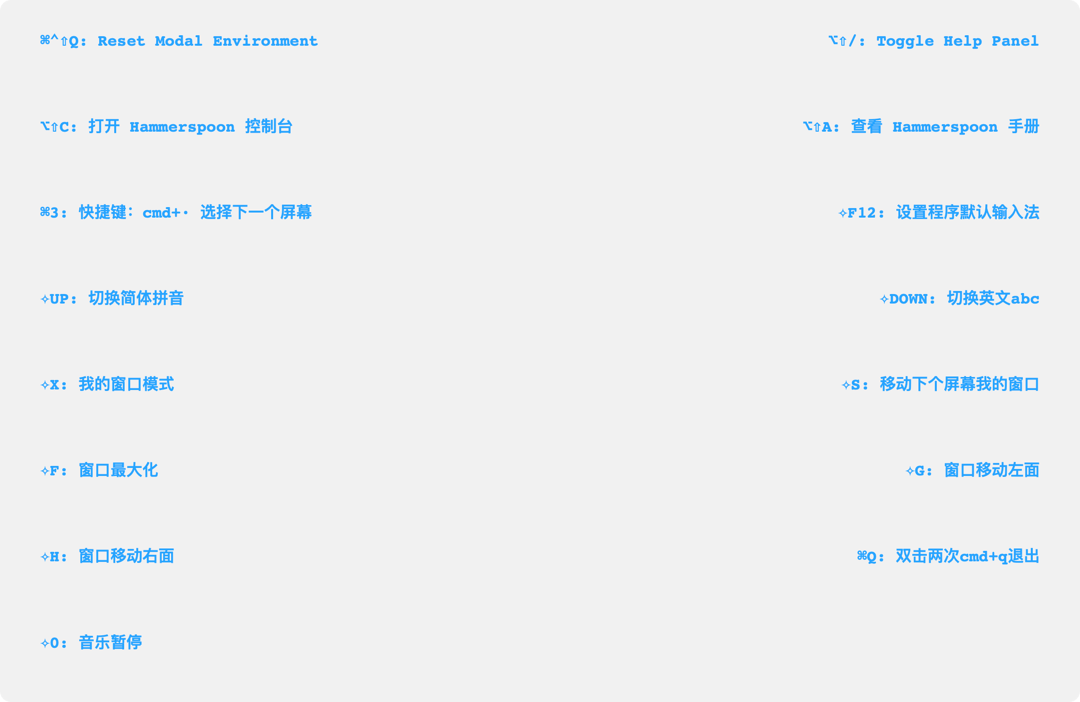 ⌘⌃⇧Q: Reset Modal Environment
⌥⇧/: Toggle Help Panel
⌥⇧C: 打开 Hammerspoon 控制台
⌥⇧A: 查看 Hammerspoon 手册
⌘3: 快捷键：cmd+· 选择下一个屏幕
✧F12: 设置程序默认输入法
✧UP: 切换简体拼音
✧DOWN: 切换英文abc
✧X: 我的窗口模式
✧S: 移动下个屏幕我的窗口
✧F: 窗口最大化
✧G: 窗口移动左面
✧H: 窗口移动右面
⌘Q: 双击两次cmd+q退出
✧0: 音乐暂停